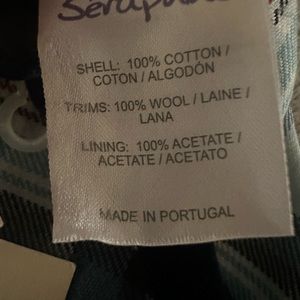 SHELL: 100% COTTON /
COTON / ALGODÓN
TRIMS: 100% WOOL / LAINE /
LANA
LINING: 100% ACETATE /
ACETATE / ACETATO
MADE IN PORTUGAL